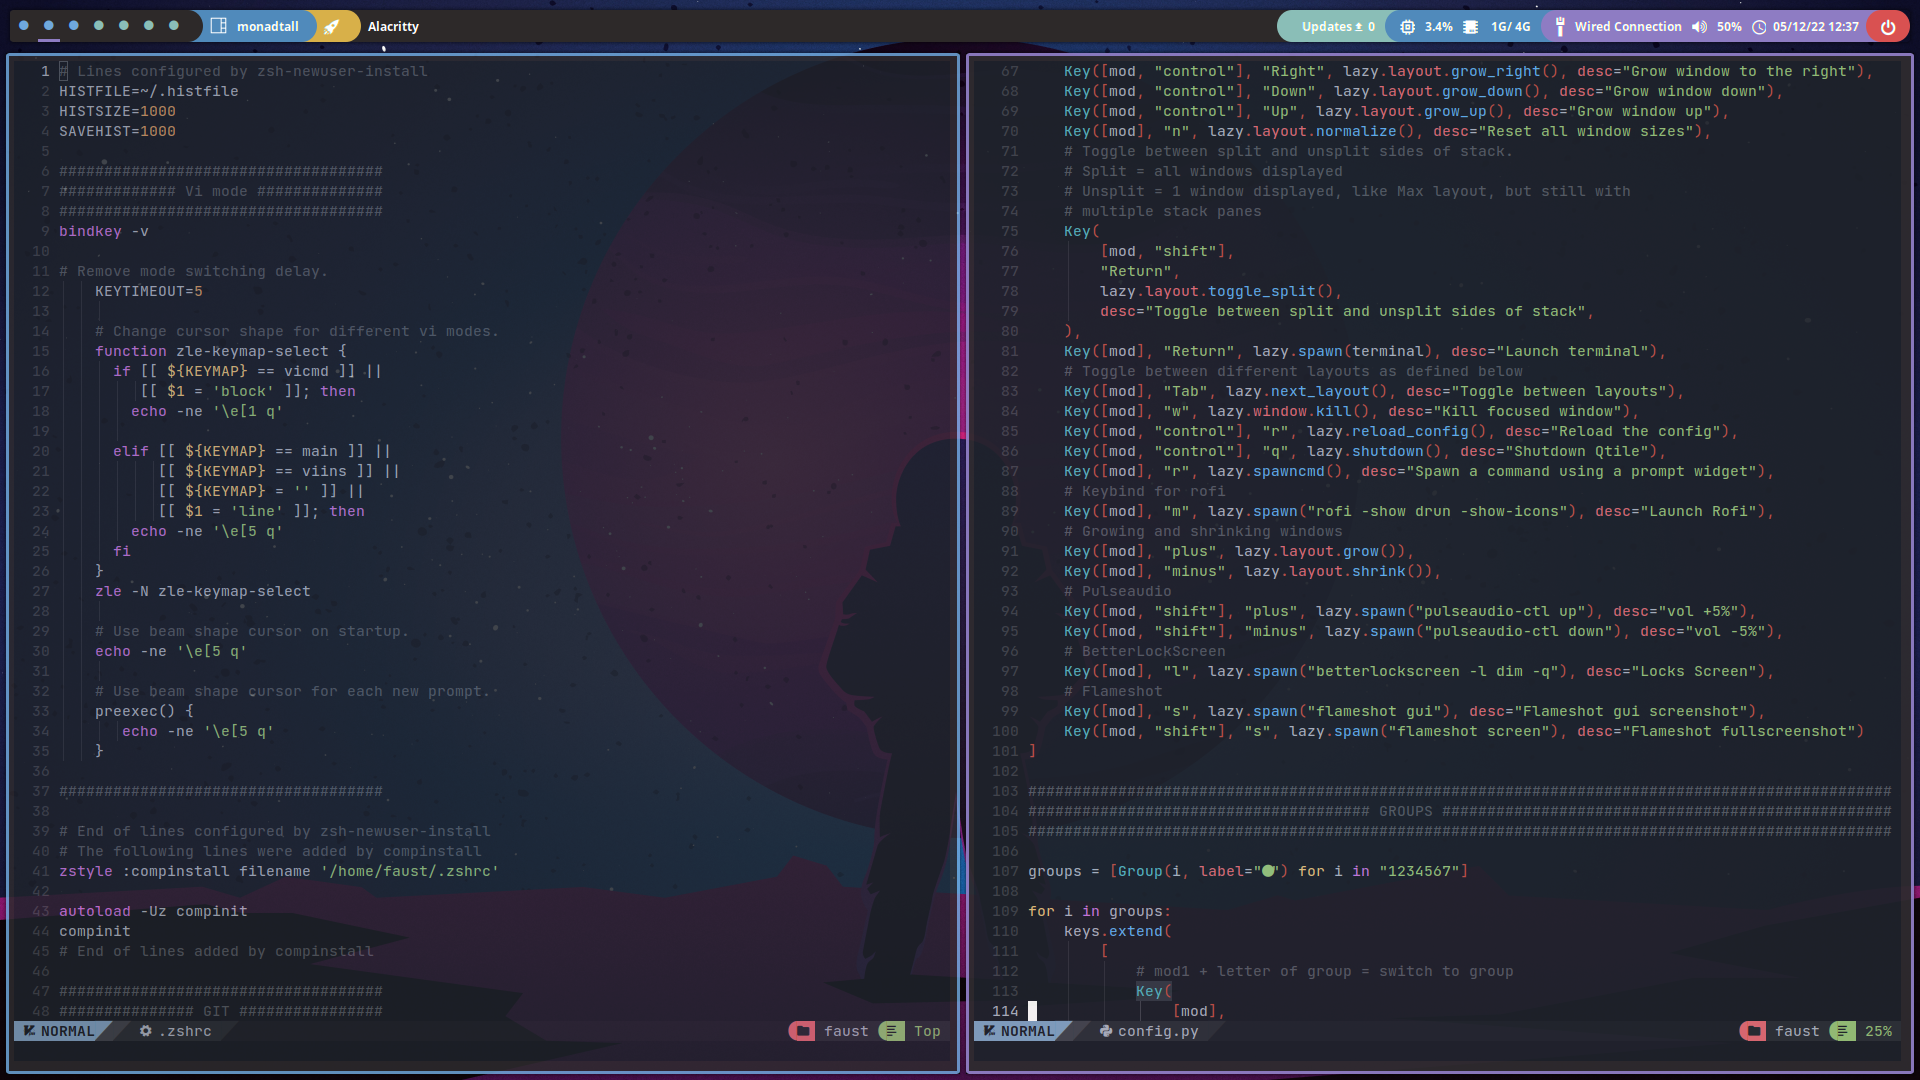 monadtall Alacritty Updates 0 3.4% 1G/ 4G Wired Connection 50% 05/12/22 12:37
1 # Lines configured by zsh-newuser-install
2 HISTFILE=~/.histfile
3 HISTSIZE=1000
4 SAVEHIST=1000
5
6 ####################################
7 ############# Vi mode ##############
8 ####################################
9 bindkey -v
10
11 # Remove mode switching delay.
12 KEYTIMEOUT=5
13
14 # Change cursor shape for different vi modes.
15 function zle-keymap-select {
16 if [[ ${KEYMAP} == vicmd ]] ||
17 [[ $1 = 'block' ]]; then
18 echo -ne '\e[1 q'
19
20 elif [[ ${KEYMAP} == main ]] ||
21 [[ ${KEYMAP} == viins ]] ||
22 [[ ${KEYMAP} = '' ]] ||
23 [[ $1 = 'line' ]]; then
24 echo -ne '\e[5 q'
25 fi
26 }
27 zle -N zle-keymap-select
28
29 # Use beam shape cursor on startup.
30 echo -ne '\e[5 q'
31
32 # Use beam shape cursor for each new prompt.
33 preexec() {
34 echo -ne '\e[5 q'
35 }
36
37 ####################################
38
39 # End of lines configured by zsh-newuser-install
40 # The following lines were added by compinstall
41 zstyle :compinstall filename '/home/faust/.zshrc'
42
43 autoload -Uz compinit
44 compinit
45 # End of lines added by compinstall
46
47 ####################################
48 ############### GIT ################
NORMAL .zshrc faust Top
67 Key([mod, "control"], "Right", lazy.layout.grow_right(), desc="Grow window to the right"),
68 Key([mod, "control"], "Down", lazy.layout.grow_down(), desc="Grow window down"),
69 Key([mod, "control"], "Up", lazy.layout.grow_up(), desc="Grow window up"),
70 Key([mod], "n", lazy.layout.normalize(), desc="Reset all window sizes"),
71 # Toggle between split and unsplit sides of stack.
72 # Split = all windows displayed
73 # Unsplit = 1 window displayed, like Max layout, but still with
74 # multiple stack panes
75 Key(
76 [mod, "shift"],
77 "Return",
78 lazy.layout.toggle_split(),
79 desc="Toggle between split and unsplit sides of stack",
80 ),
81 Key([mod], "Return", lazy.spawn(terminal), desc="Launch terminal"),
82 # Toggle between different layouts as defined below
83 Key([mod], "Tab", lazy.next_layout(), desc="Toggle between layouts"),
84 Key([mod], "w", lazy.window.kill(), desc="Kill focused window"),
85 Key([mod, "control"], "r", lazy.reload_config(), desc="Reload the config"),
86 Key([mod, "control"], "q", lazy.shutdown(), desc="Shutdown Qtile"),
87 Key([mod], "r", lazy.spawncmd(), desc="Spawn a command using a prompt widget"),
88 # Keybind for rofi
89 Key([mod], "m", lazy.spawn("rofi -show drun -show-icons"), desc="Launch Rofi"),
90 # Growing and shrinking windows
91 Key([mod], "plus", lazy.layout.grow()),
92 Key([mod], "minus", lazy.layout.shrink()),
93 # Pulseaudio
94 Key([mod, "shift"], "plus", lazy.spawn("pulseaudio-ctl up"), desc="vol +5%"),
95 Key([mod, "shift"], "minus", lazy.spawn("pulseaudio-ctl down"), desc="vol -5%"),
96 # BetterLockScreen
97 Key([mod], "l", lazy.spawn("betterlockscreen -l dim -q"), desc="Locks Screen"),
98 # Flameshot
99 Key([mod], "s", lazy.spawn("flameshot gui"), desc="Flameshot gui screenshot"),
100 Key([mod, "shift"], "s", lazy.spawn("flameshot screen"), desc="Flameshot fullscreenshot")
101 ]
102
103 ################################################################################################
104 ###################################### GROUPS ##################################################
105 ################################################################################################
106
107 groups = [Group(i, label="●") for i in "1234567"]
108
109 for i in groups:
110 keys.extend(
111 [
112 # mod1 + letter of group = switch to group
113 Key(
114 [mod],
NORMAL config.py faust 25%